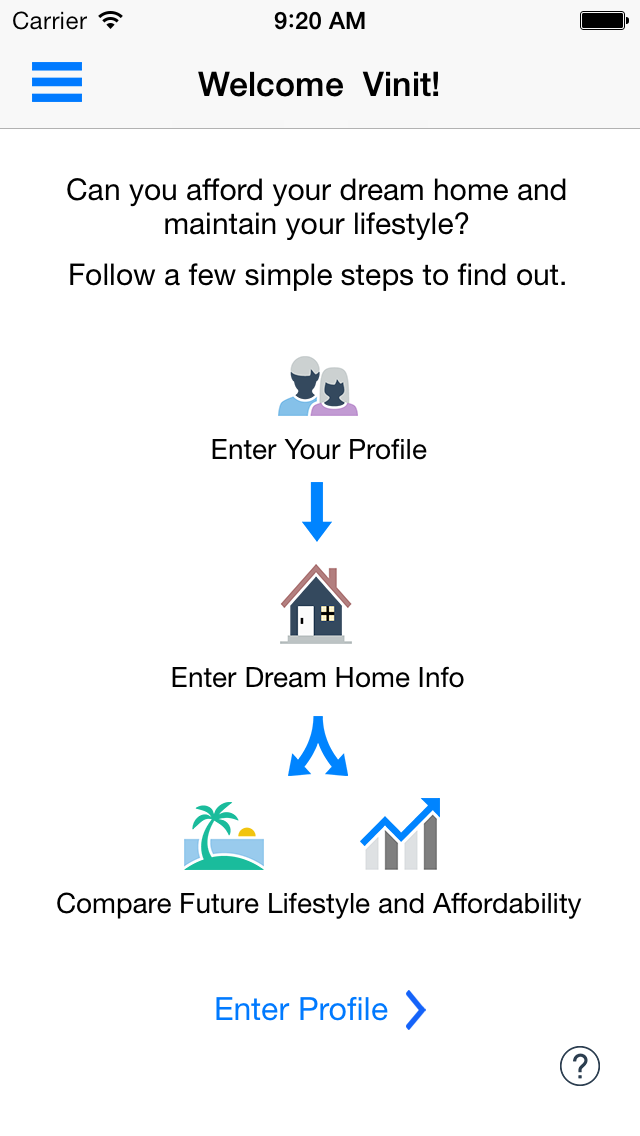 Carrier 9:20 AM
Welcome Vinit!
Can you afford your dream home and
maintain your lifestyle?
Follow a few simple steps to find out.
Enter Your Profile
Enter Dream Home Info
Compare Future Lifestyle and Affordability
Enter Profile
?